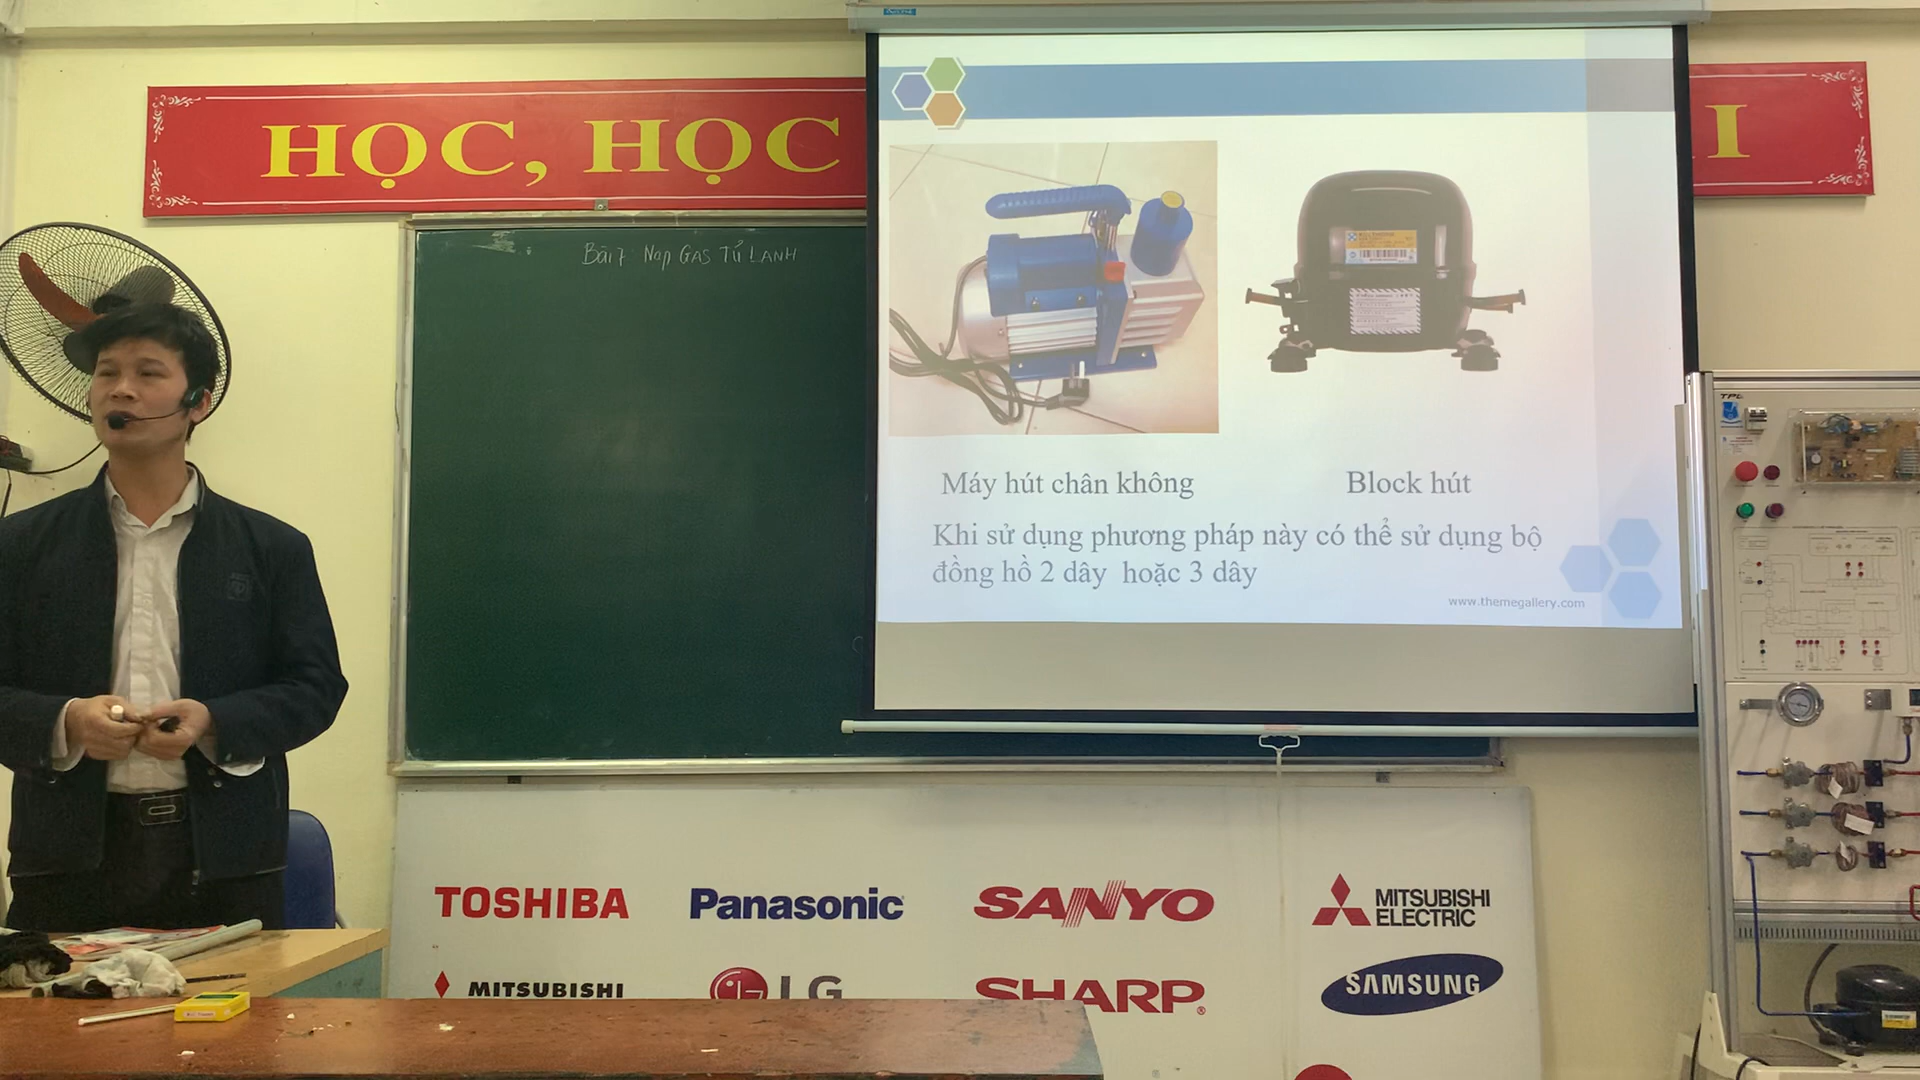 HỌC, HỌC
I
Bài 7 Nạp GAS TỦ LẠNH
Máy hút chân không
Block hút
Khi sử dụng phương pháp này có thể sử dụng bộ
đồng hồ 2 dây hoặc 3 dây
www.themegallery.com
TOSHIBA
Panasonic
SANYO
MITSUBISHI
ELECTRIC
MITSUBISHI
LG
SHARP
SAMSUNG